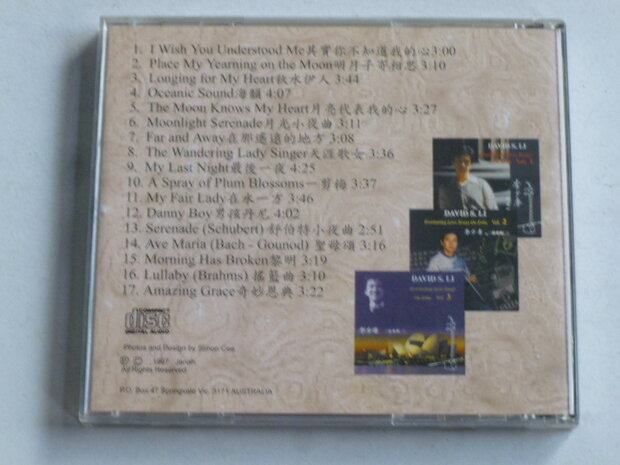 1. I Wish You Understood Me其實你不知道我的心3:00
2. Place My Yearning on the Moon明月千里寄相思3:10
3. Longing for My Heart秋水伊人 3:44
4. Oceanic Sound海韻 4:07
5. The Moon Knows My Heart月亮代表我的心 3:27
6. Moonlight Serenade月光小夜曲 3:11
7. Far and Away在那遙遠的地方 3:08
8. The Wandering Lady Singer天涯歌女 3:36
9. My Last Night最後一夜 4:25
10. A Spray of Plum Blossoms一剪梅 3:37
11. My Fair Lady在水一方 3:46
12. Danny Boy男孩丹尼 4:02
13. Serenade (Schubert) 舒伯特小夜曲 2:51
14. Ave Maria (Bach - Gounod) 聖母頌 3:16
15. Morning Has Broken黎明 3:19
16. Lullaby (Brahms) 搖籃曲 3:10
17. Amazing Grace奇妙恩典 3:22
DAVID S. LI
DAVID S. LI
Vol. 2
DAVID S. LI
Vol. 3
COMPACT
disc
DIGITAL AUDIO
Photos and Design by Simon Cee
1997
All Rights Reserved
P.O. Box 47 Springvale Vic. 3171 AUSTRALIA